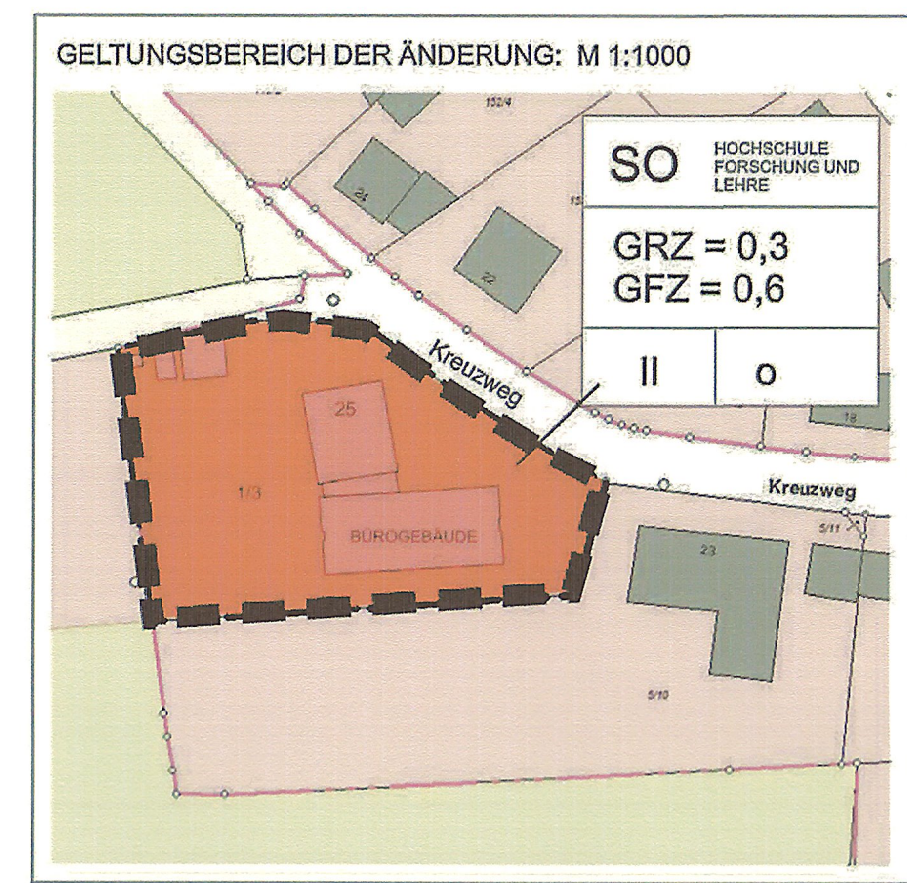 GELTUNGSBEREICH DER ÄNDERUNG: M 1:1000
152/4
SO
HOCHSCHULE
FORSCHUNG UND
LEHRE
24
22
GRZ = 0,3
GFZ = 0,6
II
o
Kreuzweg
25
18
1/3
Kreuzweg
5/11
BÜROGEBÄUDE
23
5/10